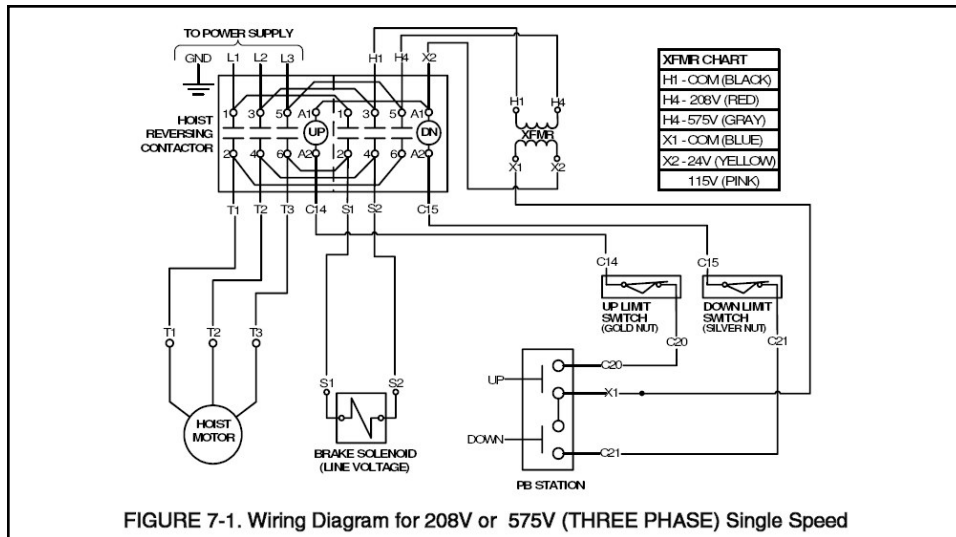 TO POWER SUPPLY
GND L1 L2 L3 H1 H4 X2
HOIST REVERSING CONTACTOR
1 3 5 A1 UP 1 3 5 A1 DN
2 4 6 A2 2 4 6 A2
T1 T2 T3 C14 S1 S2 C15
H1 H4
XFMR
X1 X2
XFMR CHART
H1 - COM (BLACK)
H4 - 208V (RED)
H4 - 575V (GRAY)
X1 - COM (BLUE)
X2 - 24V (YELLOW)
115V (PINK)
C14 C15
UP LIMIT
SWITCH
(GOLD NUT)
DOWN LIMIT
SWITCH
(SILVER NUT)
C20 C21
T1 T2 T3
HOIST
MOTOR
S1 S2
BRAKE SOLENOID
(LINE VOLTAGE)
UP
DOWN
C20
X1
C21
PB STATION
FIGURE 7-1. Wiring Diagram for 208V or 575V (THREE PHASE) Single Speed